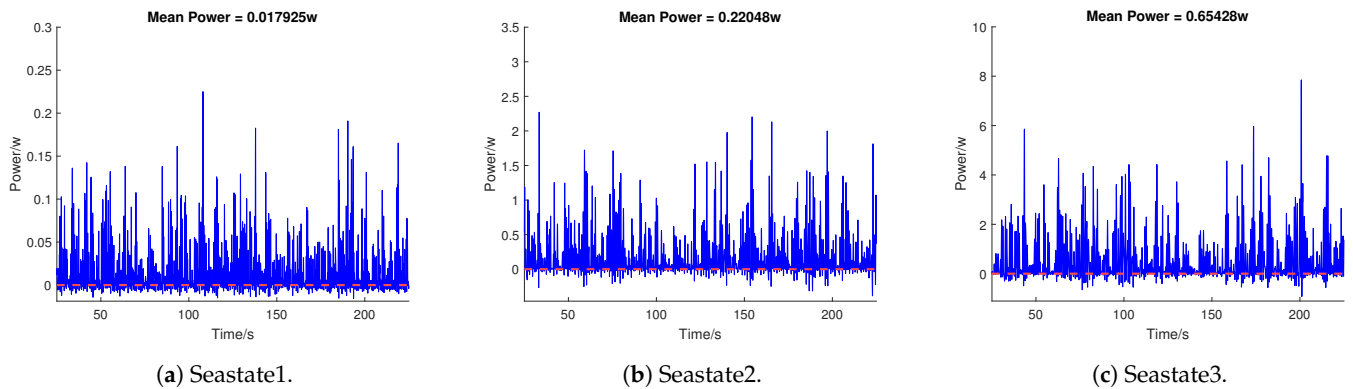 Mean Power = 0.017925w
0.3
0.25
0.2
0.15
0.1
0.05
0
Power/w
50
100
150
200
Time/s
(a) Seastate1.
Mean Power = 0.22048w
3.5
3
2.5
2
1.5
1
0.5
0
Power/w
50
100
150
200
Time/s
(b) Seastate2.
Mean Power = 0.65428w
10
8
6
4
2
0
Power/w
50
100
150
200
Time/s
(c) Seastate3.